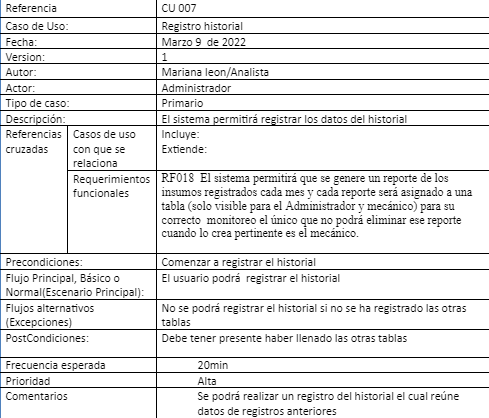 Referencia CU 007
Caso de Uso: Registro historial
Fecha: Marzo 9 de 2022
Version: 1
Autor: Mariana leon/Analista
Actor: Administrador
Tipo de caso: Primario
Descripción: El sistema permitirá registrar los datos del historial
Referencias cruzadas
Casos de uso
con que se
relaciona
Incluye:
Extiende:
Requerimientos
funcionales
RF018 El sistema permitirá que se genere un reporte de los
insumos registrados cada mes y cada reporte será asignado a una
tabla (solo visible para el Administrador y mecánico) para su
correcto monitoreo el único que no podrá eliminar ese reporte
cuando lo crea pertinente es el mecánico.
Precondiciones: Comenzar a registrar el historial
Flujo Principal, Básico o
Normal(Escenario Principal):
El usuario podrá registrar el historial
Flujos alternativos
(Excepciones)
No se podrá registrar el historial si no se ha registrado las otras
tablas
PostCondiciones: Debe tener presente haber llenado las otras tablas
Frecuencia esperada 20min
Prioridad Alta
Comentarios
Se podrá realizar un registro del historial el cual reúne
datos de registros anteriores